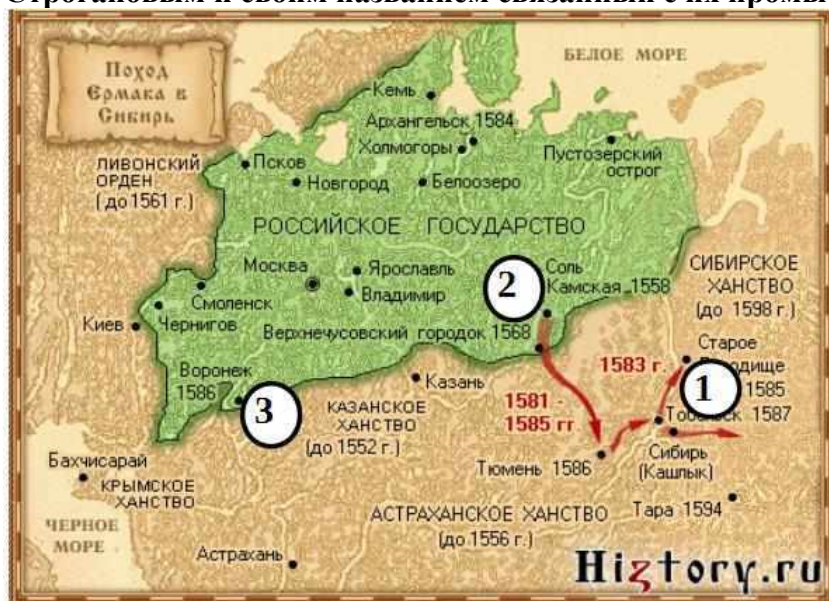 Строгановым и своим названием связанный с их промы
Поход
Ермака в
Сибирь
БЕЛОЕ МОРЕ
Кемь
Архангельск 1584
Холмогоры
Пустозерский
острог
ЛИВОНСКИЙ
ОРДЕН
(до 1561 г.)
Псков
Новгород
Белоозеро
РОССИЙСКОЕ ГОСУДАРСТВО
Москва
Ярославль
Владимир
2
Соль
Камская 1558
СИБИРСКОЕ
ХАНСТВО
(до 1598 г.)
Смоленск
Киев
Чернигов
Верхнечусовский городок 1568
Старое
1583 г.
1
1585
Воронеж
1586
3
Казань
КАЗАНСКОЕ
ХАНСТВО
(до 1552 г.)
1581 -
1585 гг
1587
Сибирь
(Кашлык)
Тюмень 1586
Бахчисарай
КРЫМСКОЕ
ХАНСТВО
АСТРАХАНСКОЕ ХАНСТВО
(до 1556 г.)
Тара 1594
ЧЕРНОЕ
МОРЕ
Астрахань
Hiztory.ru